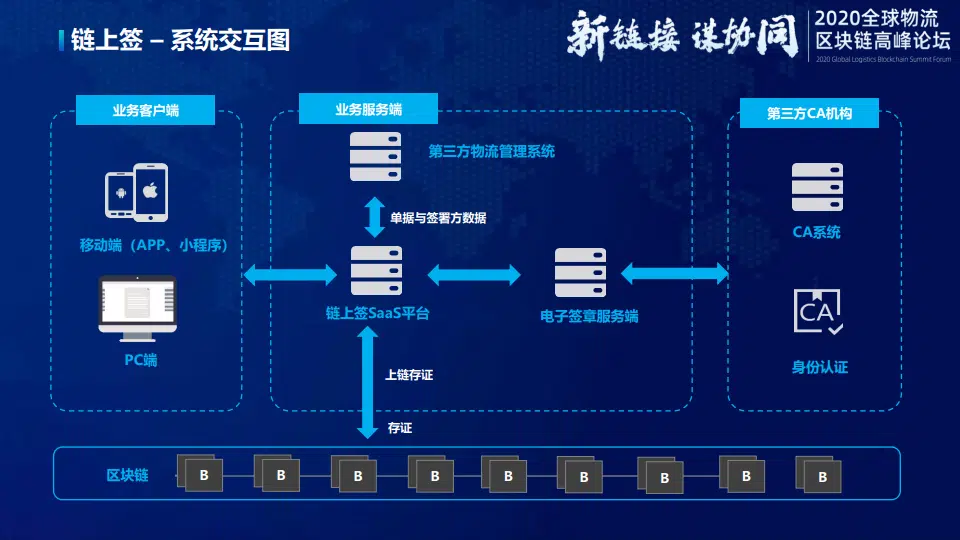 链上签 – 系统交互图
新链接 谋协同
2020全球物流
区块链高峰论坛
2020 Global Logistics Blockchain Summit Forum
业务客户端
业务服务端
第三方CA机构
第三方物流管理系统
单据与签署方数据
移动端（APP、小程序）
CA系统
链上签SaaS平台
电子签章服务端
CA
PC端
身份认证
上链存证
存证
区块链
B
B
B
B
B
B
B
B
B